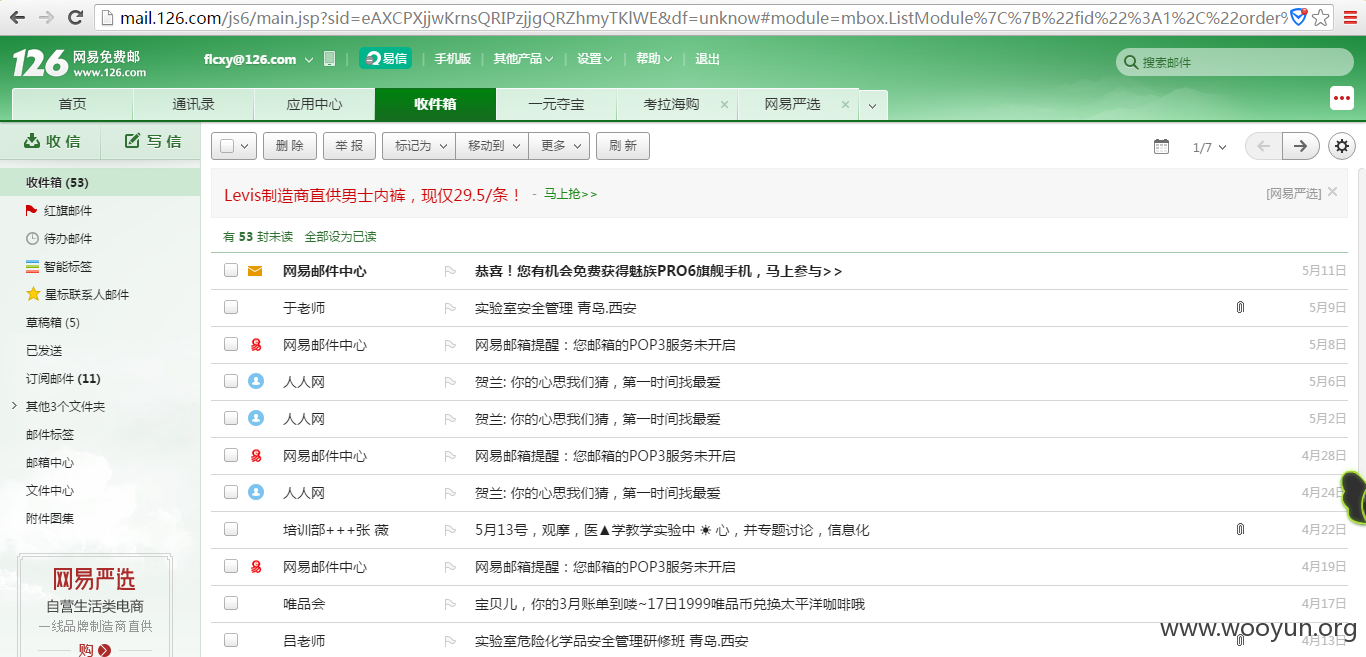 mail.126.com/js6/main.jsp?sid=eAXCPXjjwKrnsQRIPzjjgQRZhmyTKlWE&df=unknow#module=mbox.ListModule%7C%7B%22fid%22%3A1%2C%22order%
126 网易免费邮 www.126.com
flcxy@126.com 易信 手机版 其他产品 设置 帮助 退出
搜索邮件
首页 通讯录 应用中心 收件箱 一元夺宝 考拉海购 × 网易严选 ×
收信 写信
删除 举报 标记为 移动到 更多 刷新 1/7
收件箱 (53)
红旗邮件
待办邮件
智能标签
星标联系人邮件
草稿箱 (5)
已发送
订阅邮件 (11)
其他3个文件夹
邮件标签
邮箱中心
文件中心
附件图集
网易严选
自营生活类电商
一线品牌制造商直供
购
Levis制造商直供男士内裤，现仅29.5/条！ - 马上抢>> [网易严选] ×
有 53 封未读 全部设为已读
网易邮件中心 恭喜！您有机会免费获得魅族PRO6旗舰手机，马上参与>> 5月11日
于老师 实验室安全管理 青岛.西安 5月9日
网易邮件中心 网易邮箱提醒：您邮箱的POP3服务未开启 5月8日
人人网 贺兰: 你的心思我们猜，第一时间找最爱 5月6日
人人网 贺兰: 你的心思我们猜，第一时间找最爱 5月2日
网易邮件中心 网易邮箱提醒：您邮箱的POP3服务未开启 4月28日
人人网 贺兰: 你的心思我们猜，第一时间找最爱 4月24日
培训部+++张 薇 5月13号，观摩，医▲学教学实验中 ☀ 心，并专题讨论，信息化 4月22日
网易邮件中心 网易邮箱提醒：您邮箱的POP3服务未开启 4月19日
唯品会 宝贝儿，你的3月账单到喽~17日1999唯品币兑换太平洋咖啡哦 4月17日
吕老师 实验室危险化学品安全管理研修班 青岛.西安 4月13日
www.wooyun.org